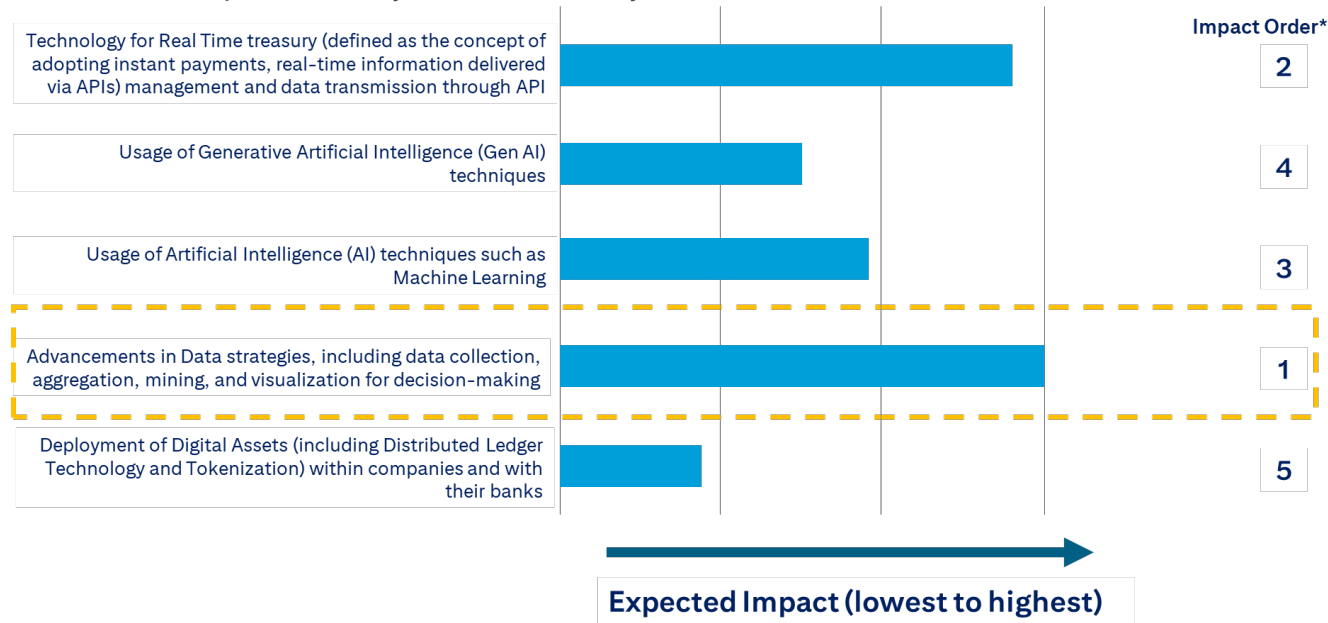 Impact Order*
Technology for Real Time treasury (defined as the concept of
adopting instant payments, real-time information delivered
via APIs) management and data transmission through API
2
Usage of Generative Artificial Intelligence (Gen AI)
techniques
4
Usage of Artificial Intelligence (AI) techniques such as
Machine Learning
3
Advancements in Data strategies, including data collection,
aggregation, mining, and visualization for decision-making
1
Deployment of Digital Assets (including Distributed Ledger
Technology and Tokenization) within companies and with
their banks
5
Expected Impact (lowest to highest)